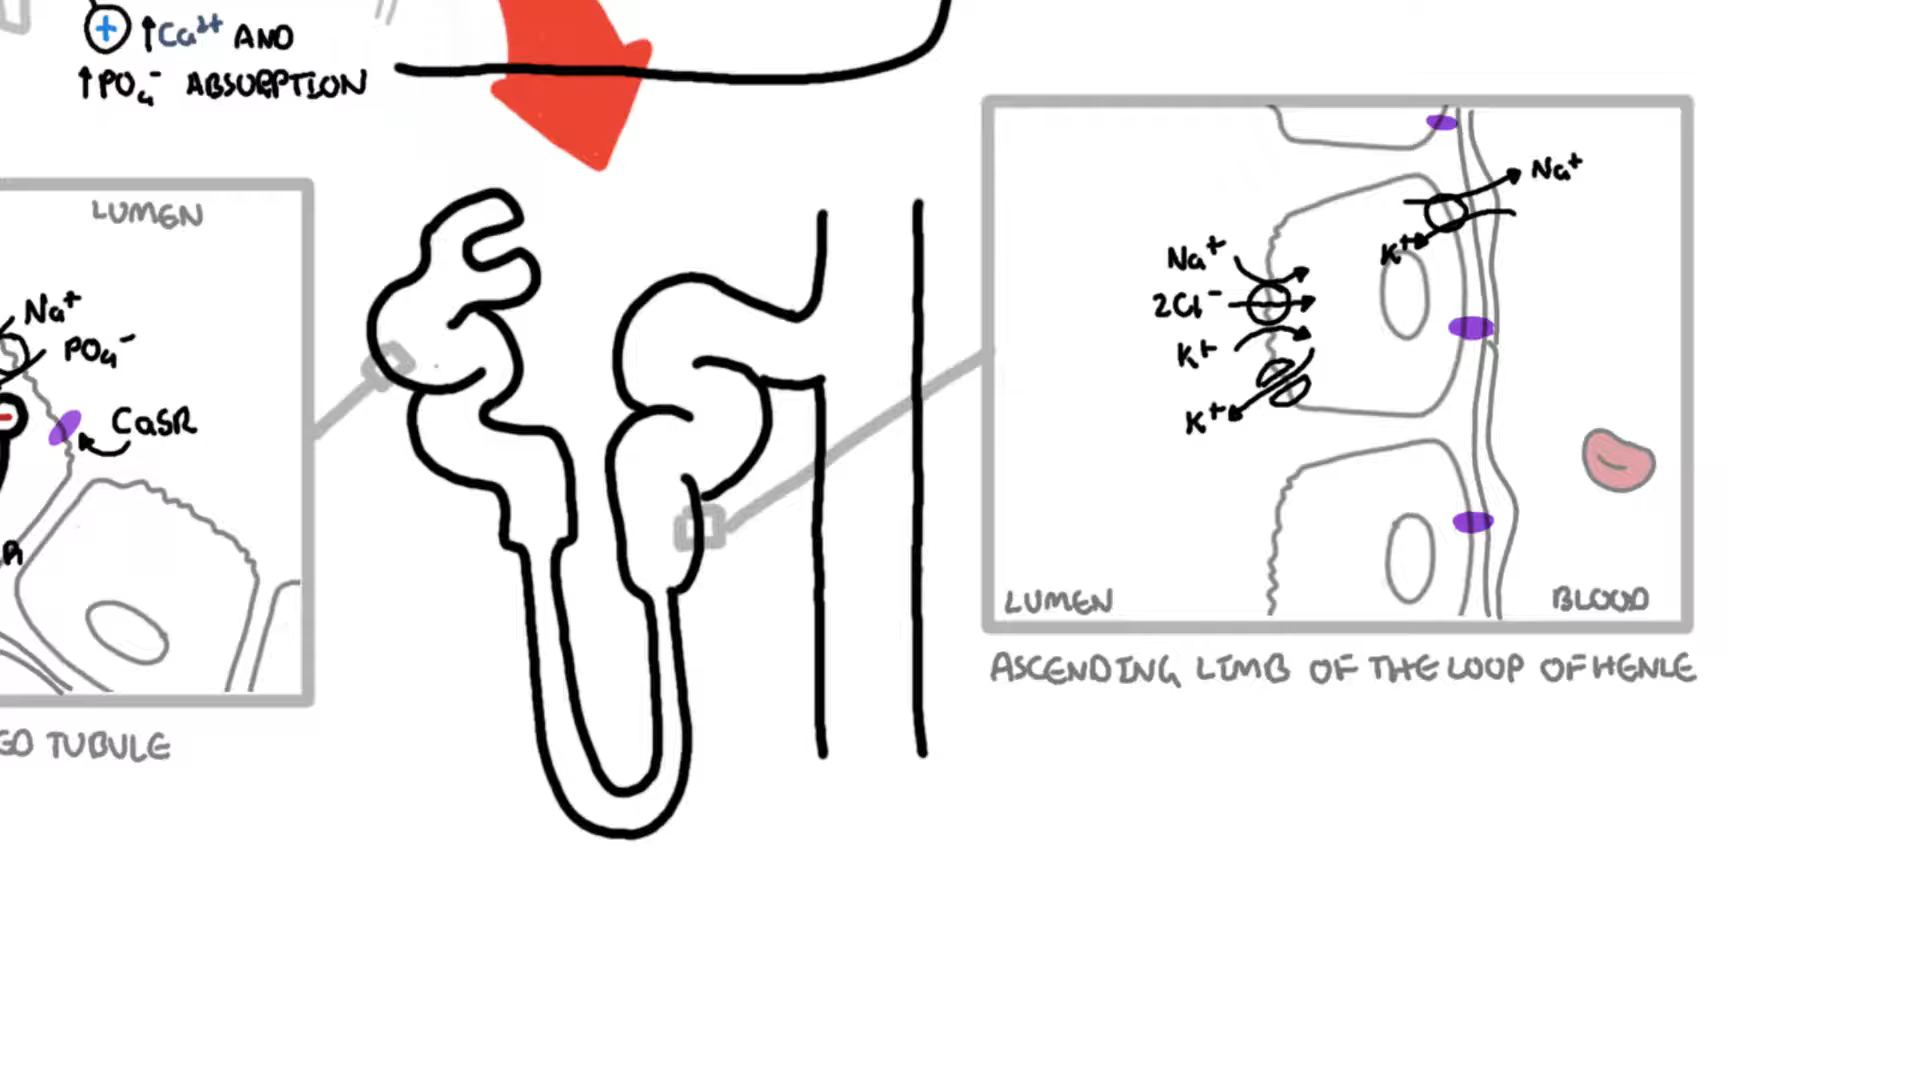 ↑Ca²⁺ AND
↑PO₄⁻ ABSORPTION
LUMEN
Na⁺
PO₄⁻
CaSR
TUBULE
Na⁺
K⁺
Na⁺
2Cl⁻
K⁺
K⁺
LUMEN
BLOOD
ASCENDING LIMB OF THE LOOP OF HENLE